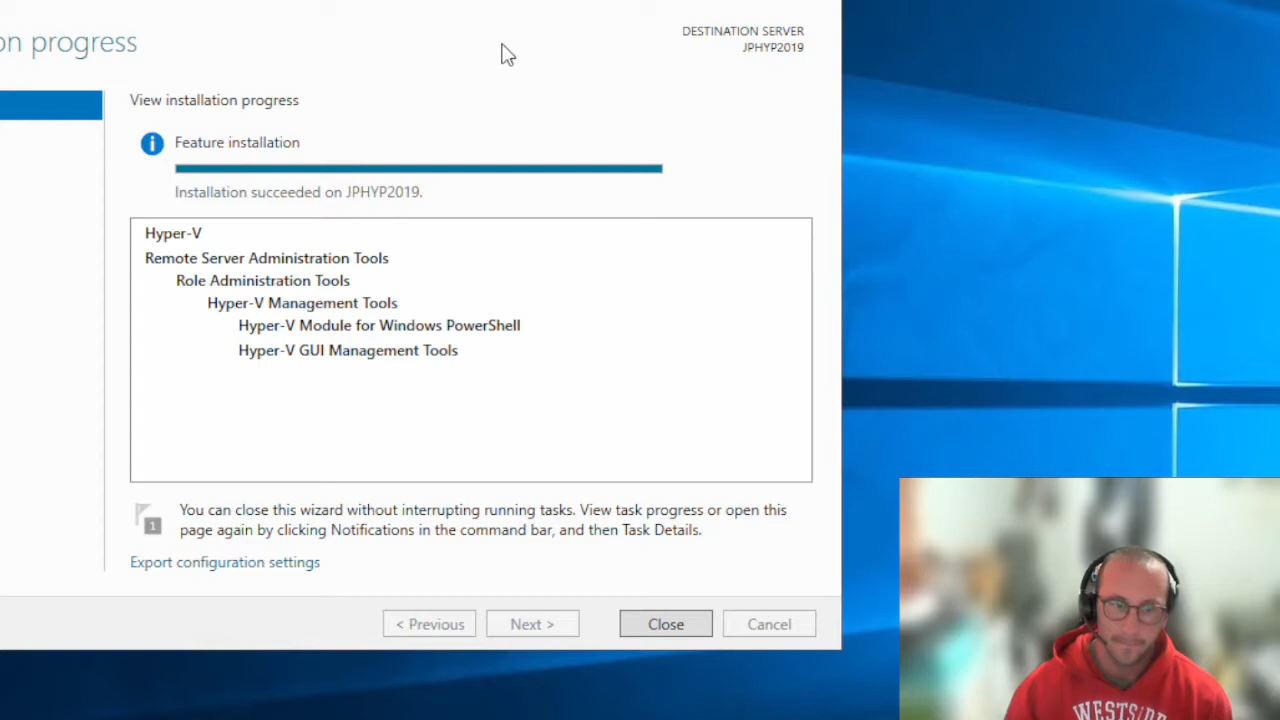 on progress
DESTINATION SERVER
JPHYP2019
View installation progress
Feature installation
Installation succeeded on JPHYP2019.
Hyper-V
Remote Server Administration Tools
Role Administration Tools
Hyper-V Management Tools
Hyper-V Module for Windows PowerShell
Hyper-V GUI Management Tools
1
You can close this wizard without interrupting running tasks. View task progress or open this
page again by clicking Notifications in the command bar, and then Task Details.
Export configuration settings
< Previous
Next >
Close
Cancel